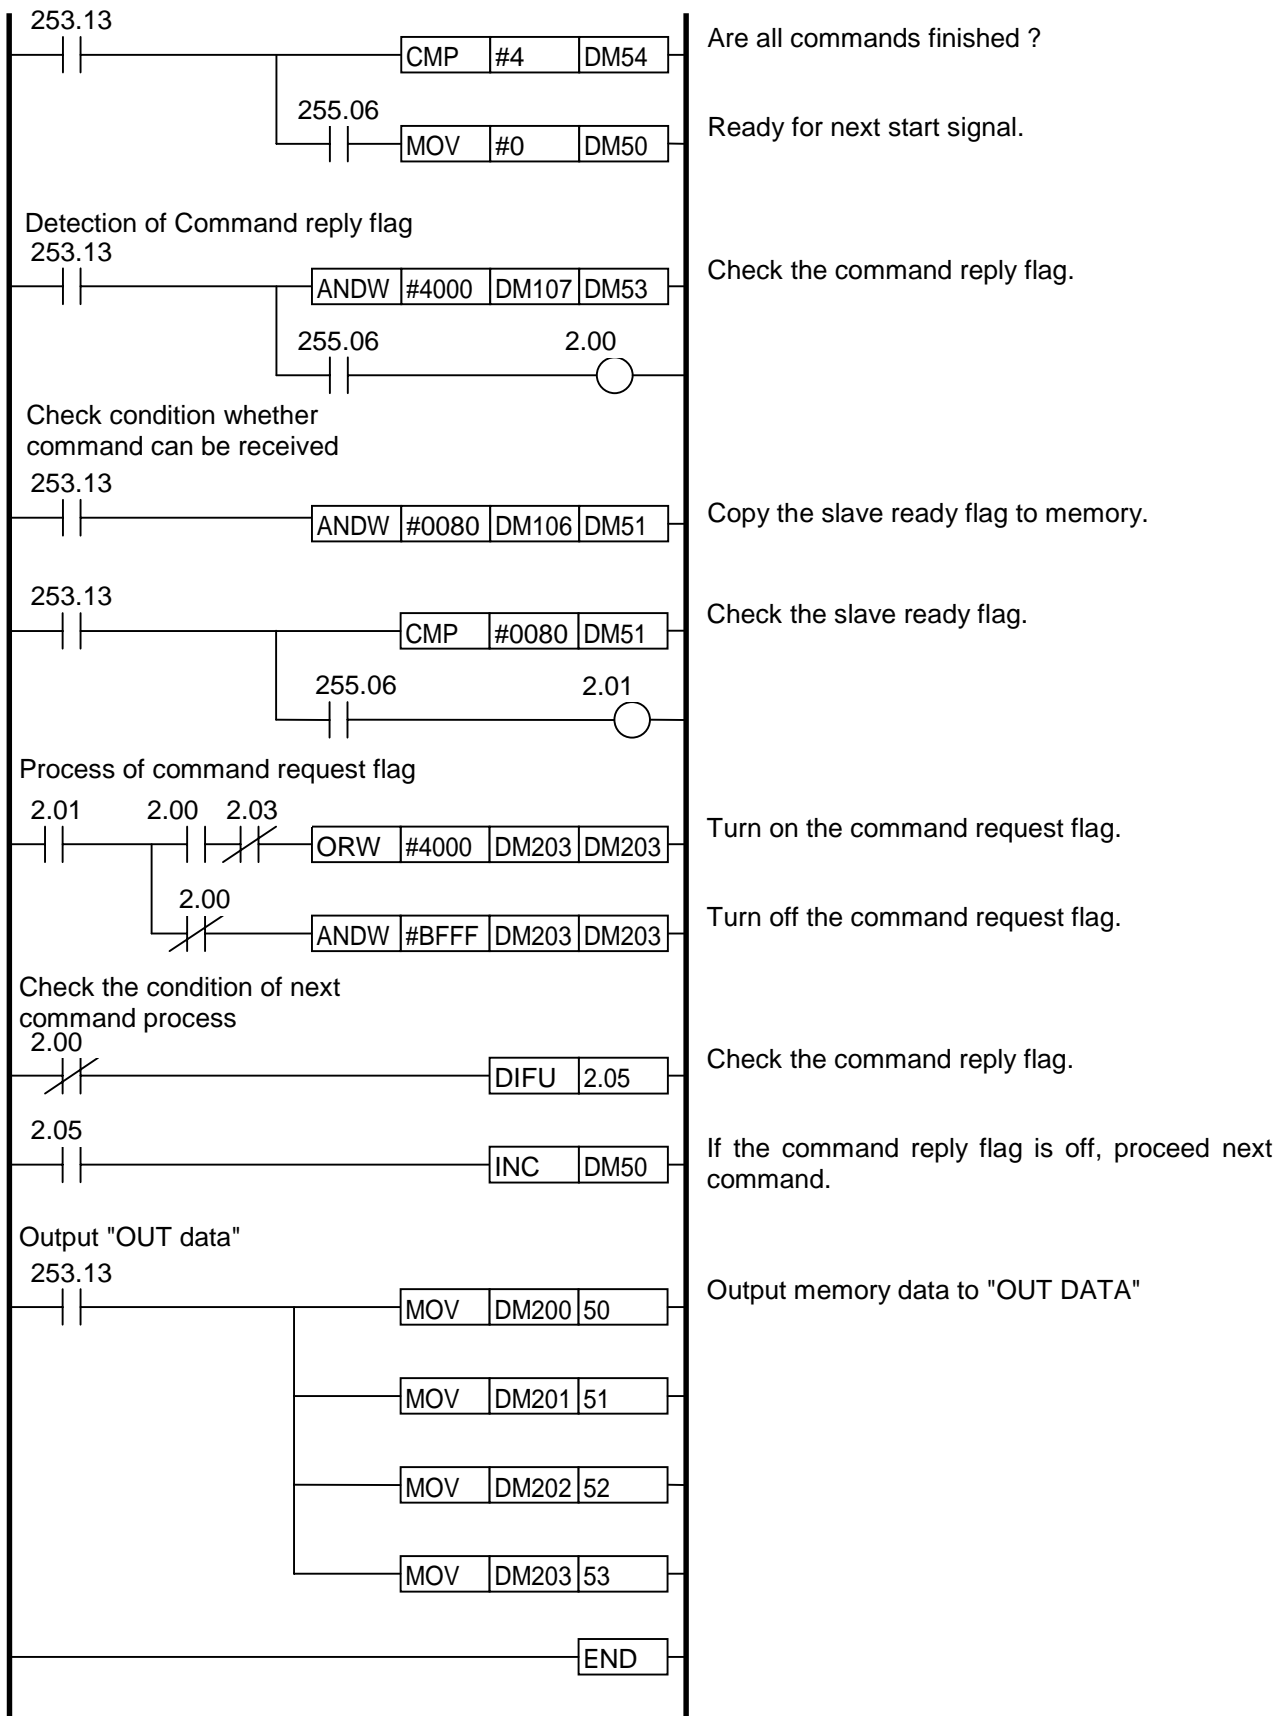 253.13
CMP #4 DM54 Are all commands finished ?
255.06
MOV #0 DM50 Ready for next start signal.
Detection of Command reply flag
253.13
ANDW #4000 DM107 DM53 Check the command reply flag.
255.06 2.00
Check condition whether
command can be received
253.13
ANDW #0080 DM106 DM51 Copy the slave ready flag to memory.
253.13
CMP #0080 DM51 Check the slave ready flag.
255.06 2.01
Process of command request flag
2.01 2.00 2.03
ORW #4000 DM203 DM203 Turn on the command request flag.
2.00
ANDW #BFFF DM203 DM203 Turn off the command request flag.
Check the condition of next
command process
2.00
DIFU 2.05 Check the command reply flag.
2.05
INC DM50 If the command reply flag is off, proceed next
command.
Output "OUT data"
253.13
MOV DM200 50 Output memory data to "OUT DATA"
MOV DM201 51
MOV DM202 52
MOV DM203 53
END